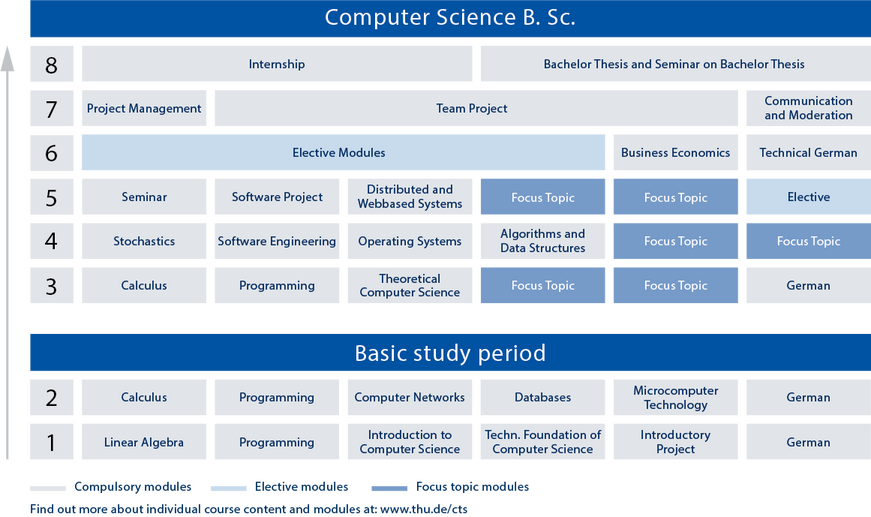 Computer Science B. Sc.
8
Internship
Bachelor Thesis and Seminar on Bachelor Thesis
7
Project Management
Team Project
Communication
and Moderation
6
Elective Modules
Business Economics
Technical German
5
Seminar
Software Project
Distributed and
Webbased Systems
Focus Topic
Focus Topic
Elective
4
Stochastics
Software Engineering
Operating Systems
Algorithms and
Data Structures
Focus Topic
Focus Topic
3
Calculus
Programming
Theoretical
Computer Science
Focus Topic
Focus Topic
German
Basic study period
2
Calculus
Programming
Computer Networks
Databases
Microcomputer
Technology
German
1
Linear Algebra
Programming
Introduction to
Computer Science
Techn. Foundation of
Computer Science
Introductory
Project
German
Compulsory modules
Elective modules
Focus topic modules
Find out more about individual course content and modules at: www.thu.de/cts